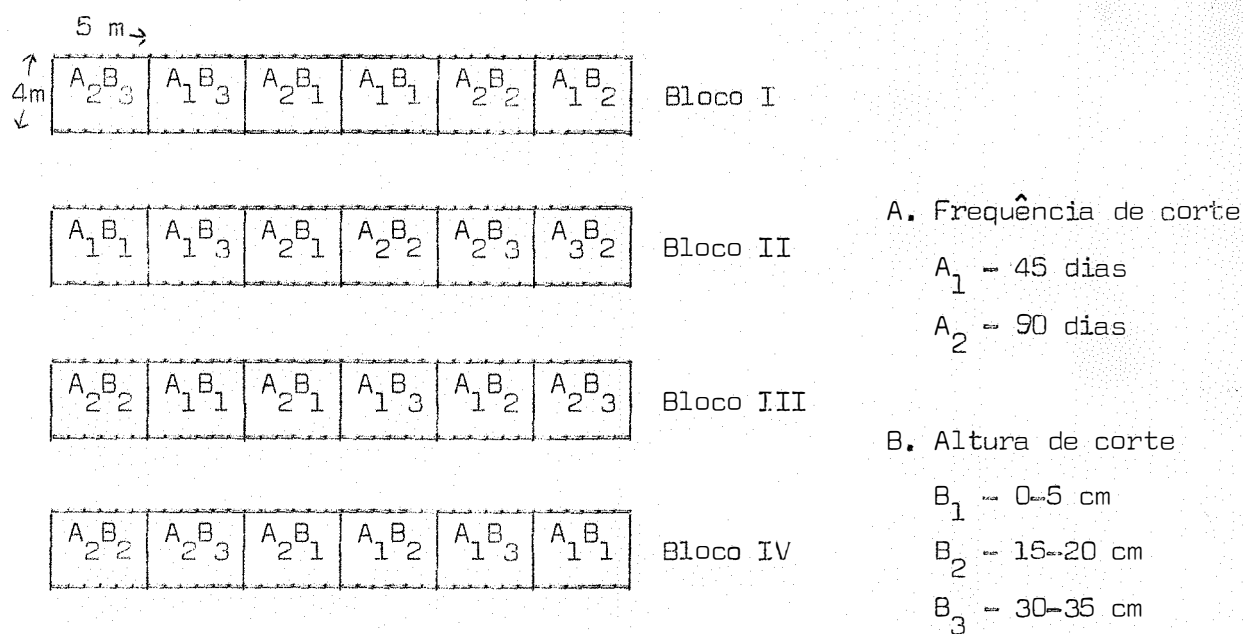 5 m →
4m
A₂B₃ A₁B₃ A₂B₁ A₁B₁ A₂B₂ A₁B₂ Bloco I
A₁B₁ A₁B₃ A₂B₁ A₂B₂ A₂B₃ A₃B₂ Bloco II
A₂B₂ A₁B₁ A₂B₁ A₁B₃ A₁B₂ A₂B₃ Bloco III
A₂B₂ A₂B₃ A₂B₁ A₁B₂ A₁B₃ A₁B₁ Bloco IV
A. Frequência de corte
A₁ - 45 dias
A₂ - 90 dias
B. Altura de corte
B₁ - 0-5 cm
B₂ - 15-20 cm
B₃ - 30-35 cm